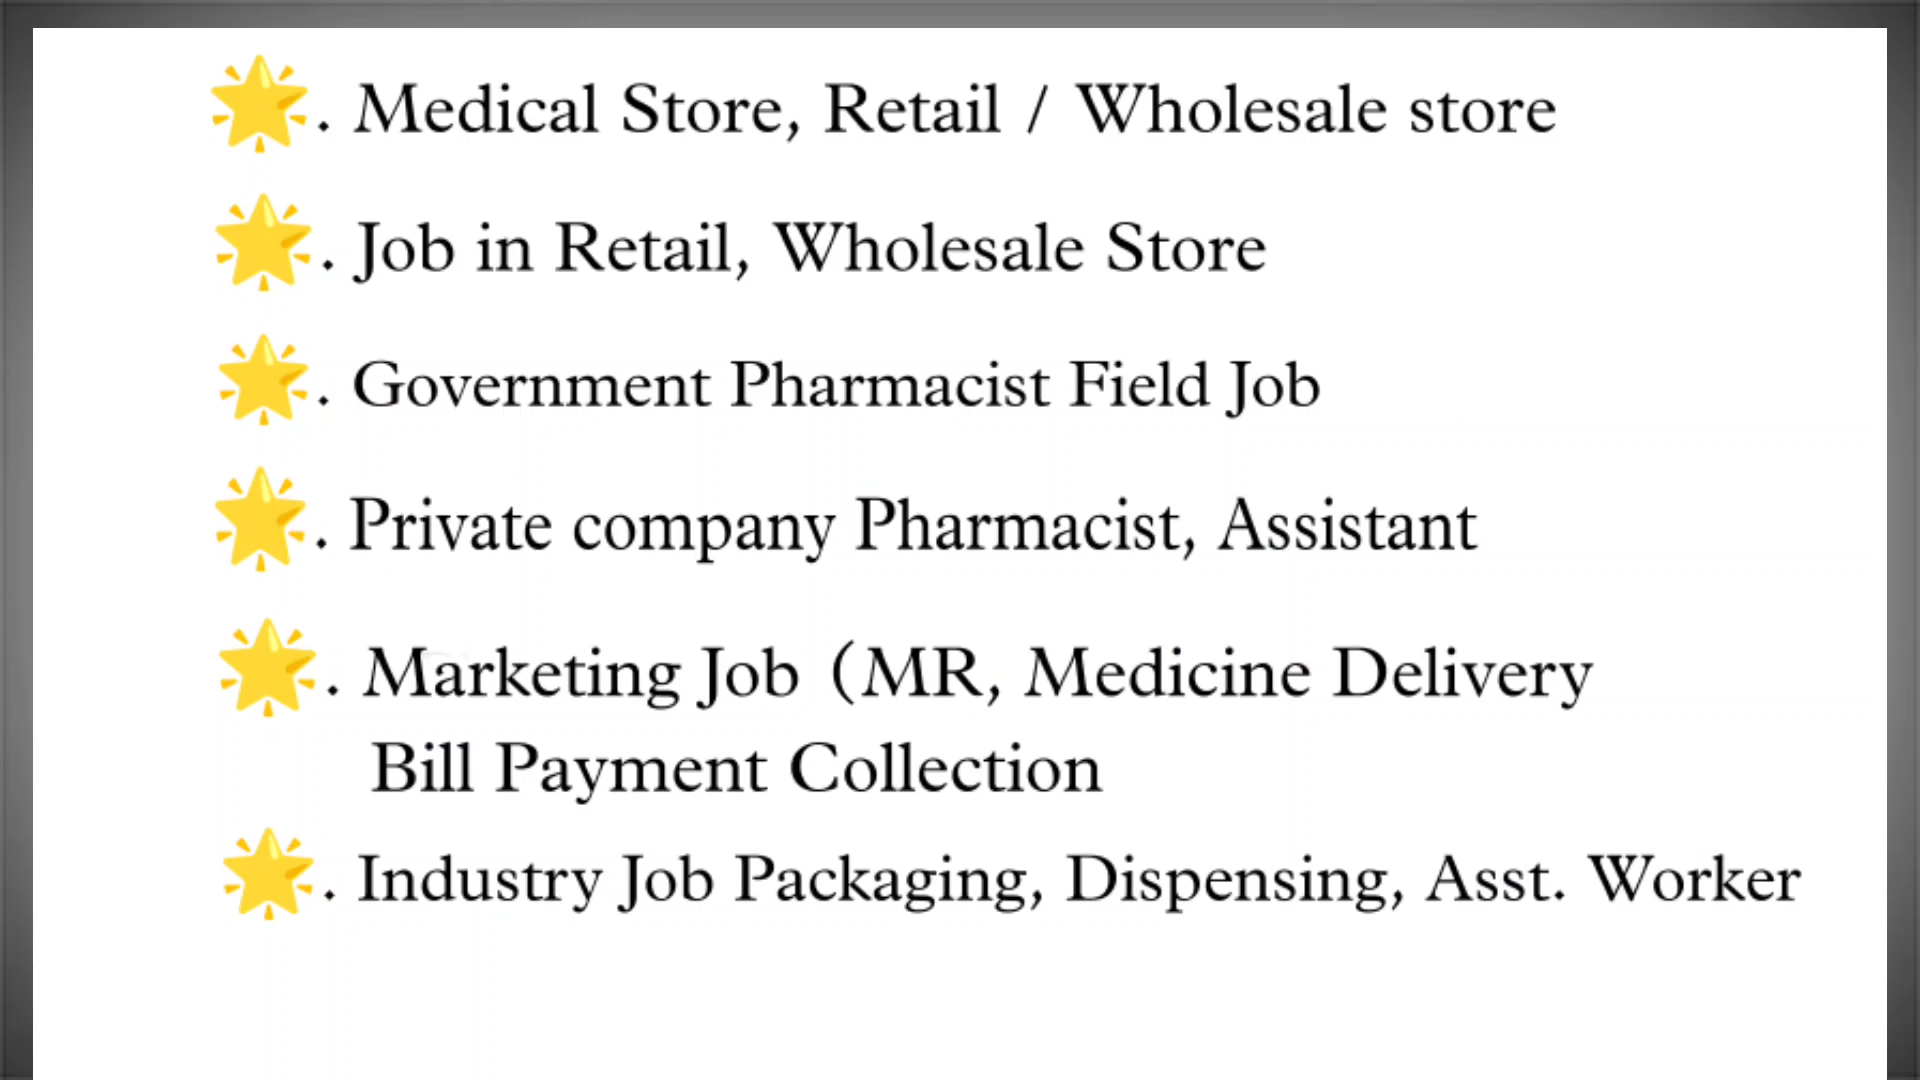 🌟. Medical Store, Retail / Wholesale store
🌟. Job in Retail, Wholesale Store
🌟. Government Pharmacist Field Job
🌟. Private company Pharmacist, Assistant
🌟. Marketing Job (MR, Medicine Delivery
Bill Payment Collection
🌟. Industry Job Packaging, Dispensing, Asst. Worker